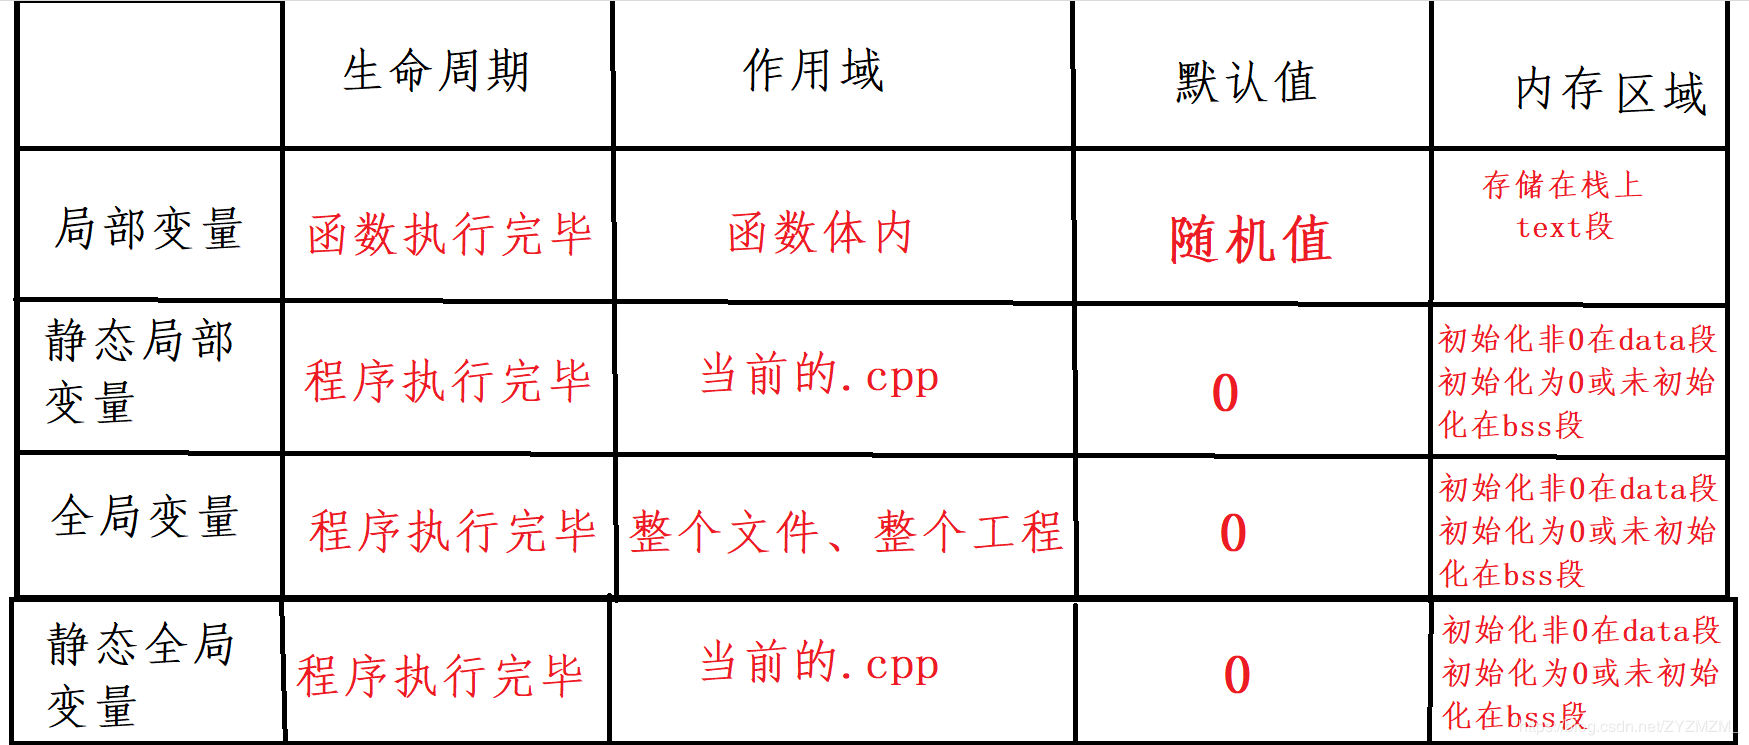 生命周期 作用域 默认值 内存区域
局部变量 函数执行完毕 函数体内 随机值 存储在栈上
text段
静态局部
变量 程序执行完毕 当前的.cpp 0 初始化非0在data段
初始化为0或未初始
化在bss段
全局变量 程序执行完毕 整个文件、整个工程 0 初始化非0在data段
初始化为0或未初始
化在bss段
静态全局
变量 程序执行完毕 当前的.cpp 0 初始化非0在data段
初始化为0或未初始
化在bss段
https://blog.csdn.net/ZYZMZM_